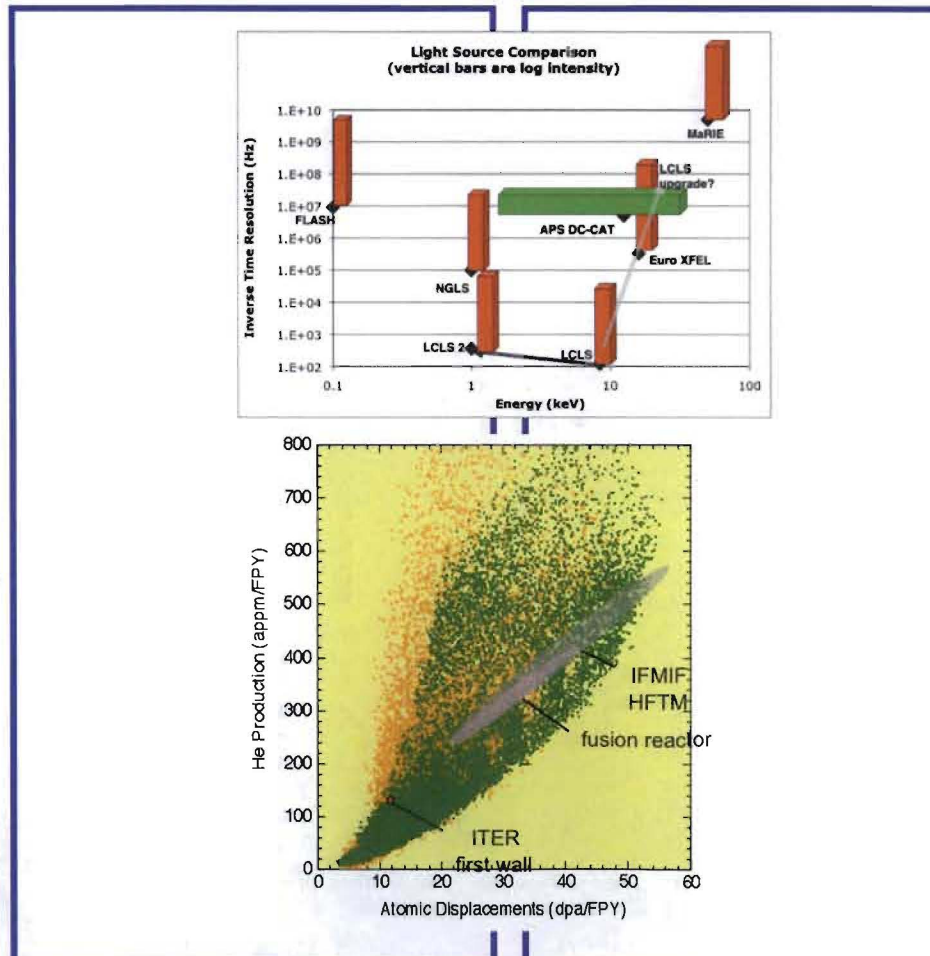 Light Source Comparison
(vertical bars are log intensity)
Inverse Time Resolution (Hz)
1.E+10
1.E+09
1.E+08
1.E+07
1.E+06
1.E+05
1.E+04
1.E+03
1.E+02
MaRIE
LCLS
upgrade?
FLASH
APS DC-CAT
Euro XFEL
NGLS
LCLS 2
LCLS
0.1
1
10
100
Energy (keV)
He Production (appm/FPY)
800
700
600
500
400
300
200
100
0
IFMIF
HFTM
fusion reactor
ITER
first wall
0
10
20
30
40
50
60
Atomic Displacements (dpa/FPY)